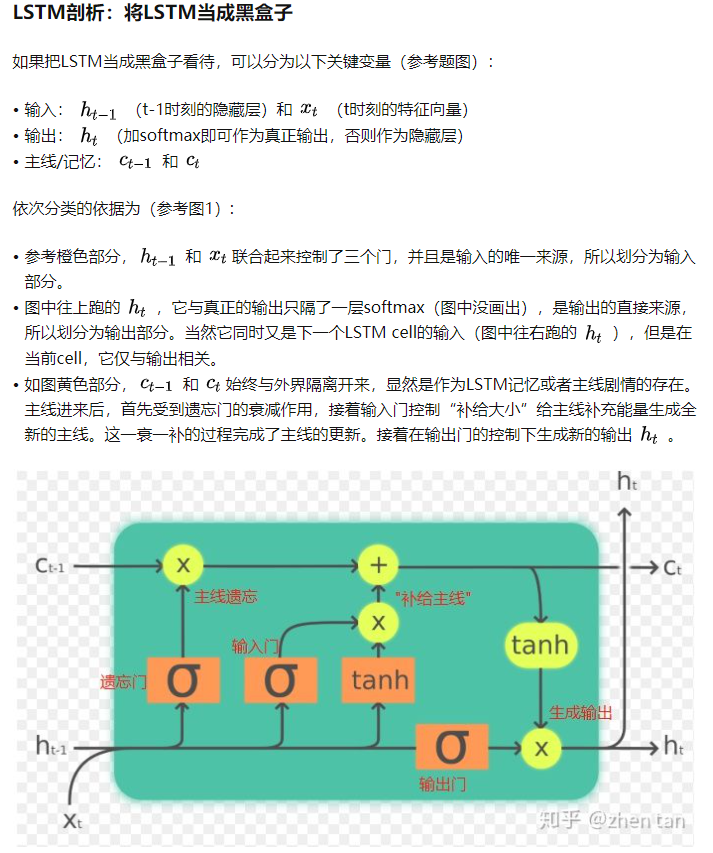 LSTM剖析：将LSTM当成黑盒子
如果把LSTM当成黑盒子看待，可以分为以下关键变量（参考题图）：
• 输入： h_{t-1} （t-1时刻的隐藏层）和 x_t （t时刻的特征向量）
• 输出： h_t （加softmax即可作为真正输出，否则作为隐藏层）
• 主线/记忆： c_{t-1} 和 c_t
依次分类的依据为（参考图1）：
• 参考橙色部分， h_{t-1} 和 x_t 联合起来控制了三个门，并且是输入的唯一来源，所以划分为输入
部分。
• 图中往上跑的 h_t ，它与真正的输出只隔了一层softmax（图中没画出），是输出的直接来源，
所以划分为输出部分。当然它同时又是下一个LSTM cell的输入（图中往右跑的 h_t ），但是在
当前cell，它仅与输出相关。
• 如图黄色部分， c_{t-1} 和 c_t 始终与外界隔离开来，显然是作为LSTM记忆或者主线剧情的存在。
主线进来后，首先受到遗忘门的衰减作用，接着输入门控制“补给大小”给主线补充能量生成全
新的主线。这一衰一补的过程完成了主线的更新。接着在输出门的控制下生成新的输出 h_t 。
ht
Ct-1
x
+
Ct
主线遗忘
"补给主线"
x
输入门
tanh
遗忘门
σ
σ
tanh
生成输出
ht-1
σ
x
ht
输出门
Xt
知乎 @zhen tan